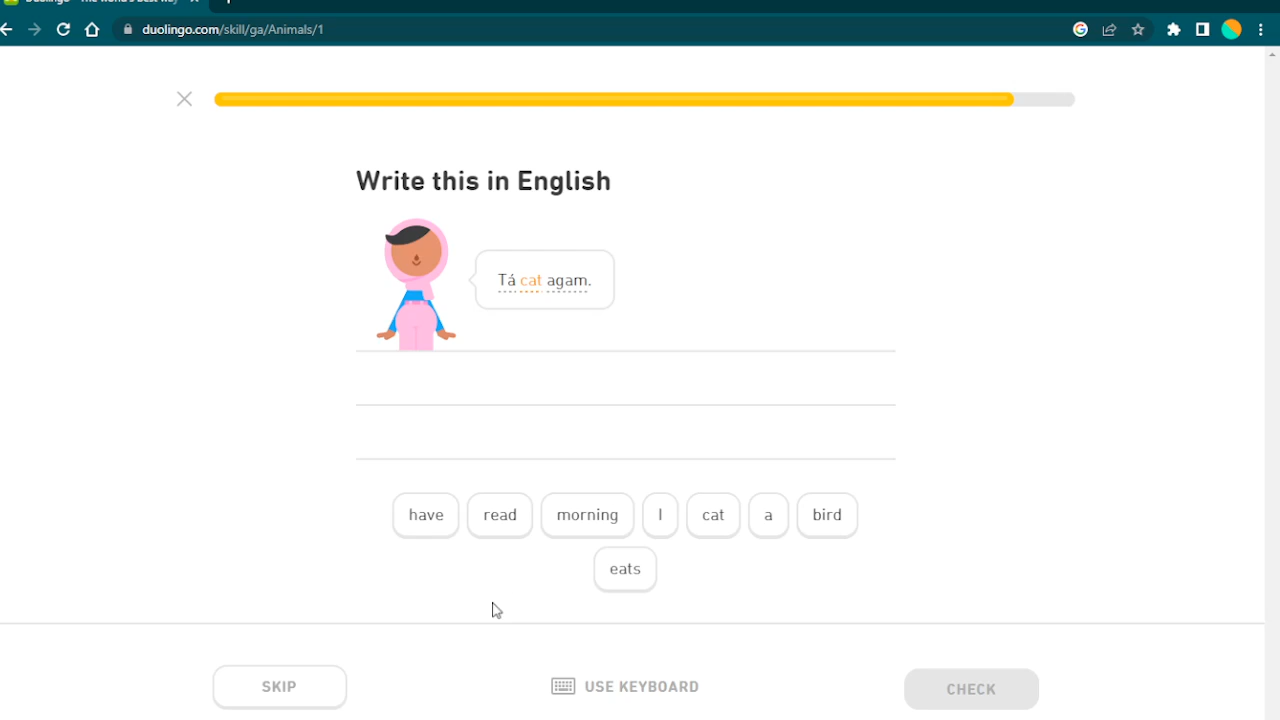 duolingo.com/skill/ga/Animals/1
Write this in English
Tá cat agam.
have read morning I cat a bird
eats
SKIP USE KEYBOARD CHECK